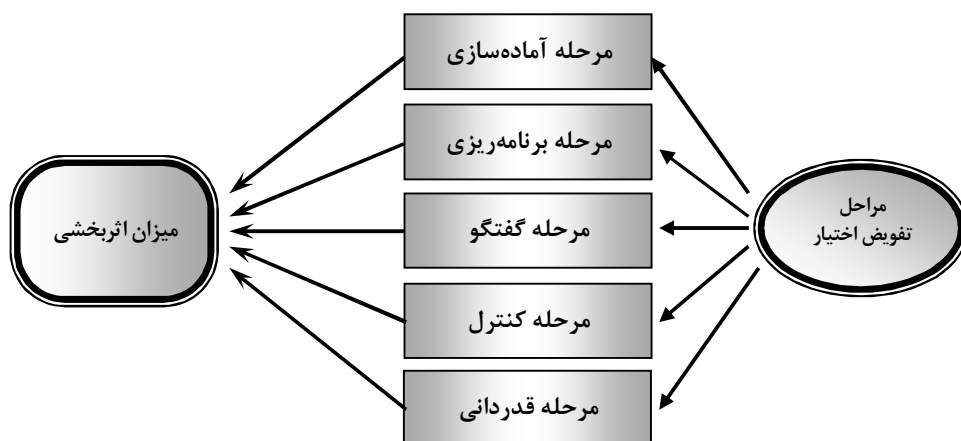 مراحل
تفویض اختیار
مرحله آماده‌سازی
مرحله برنامه‌ریزی
مرحله گفتگو
مرحله کنترل
مرحله قدردانی
میزان اثربخشی